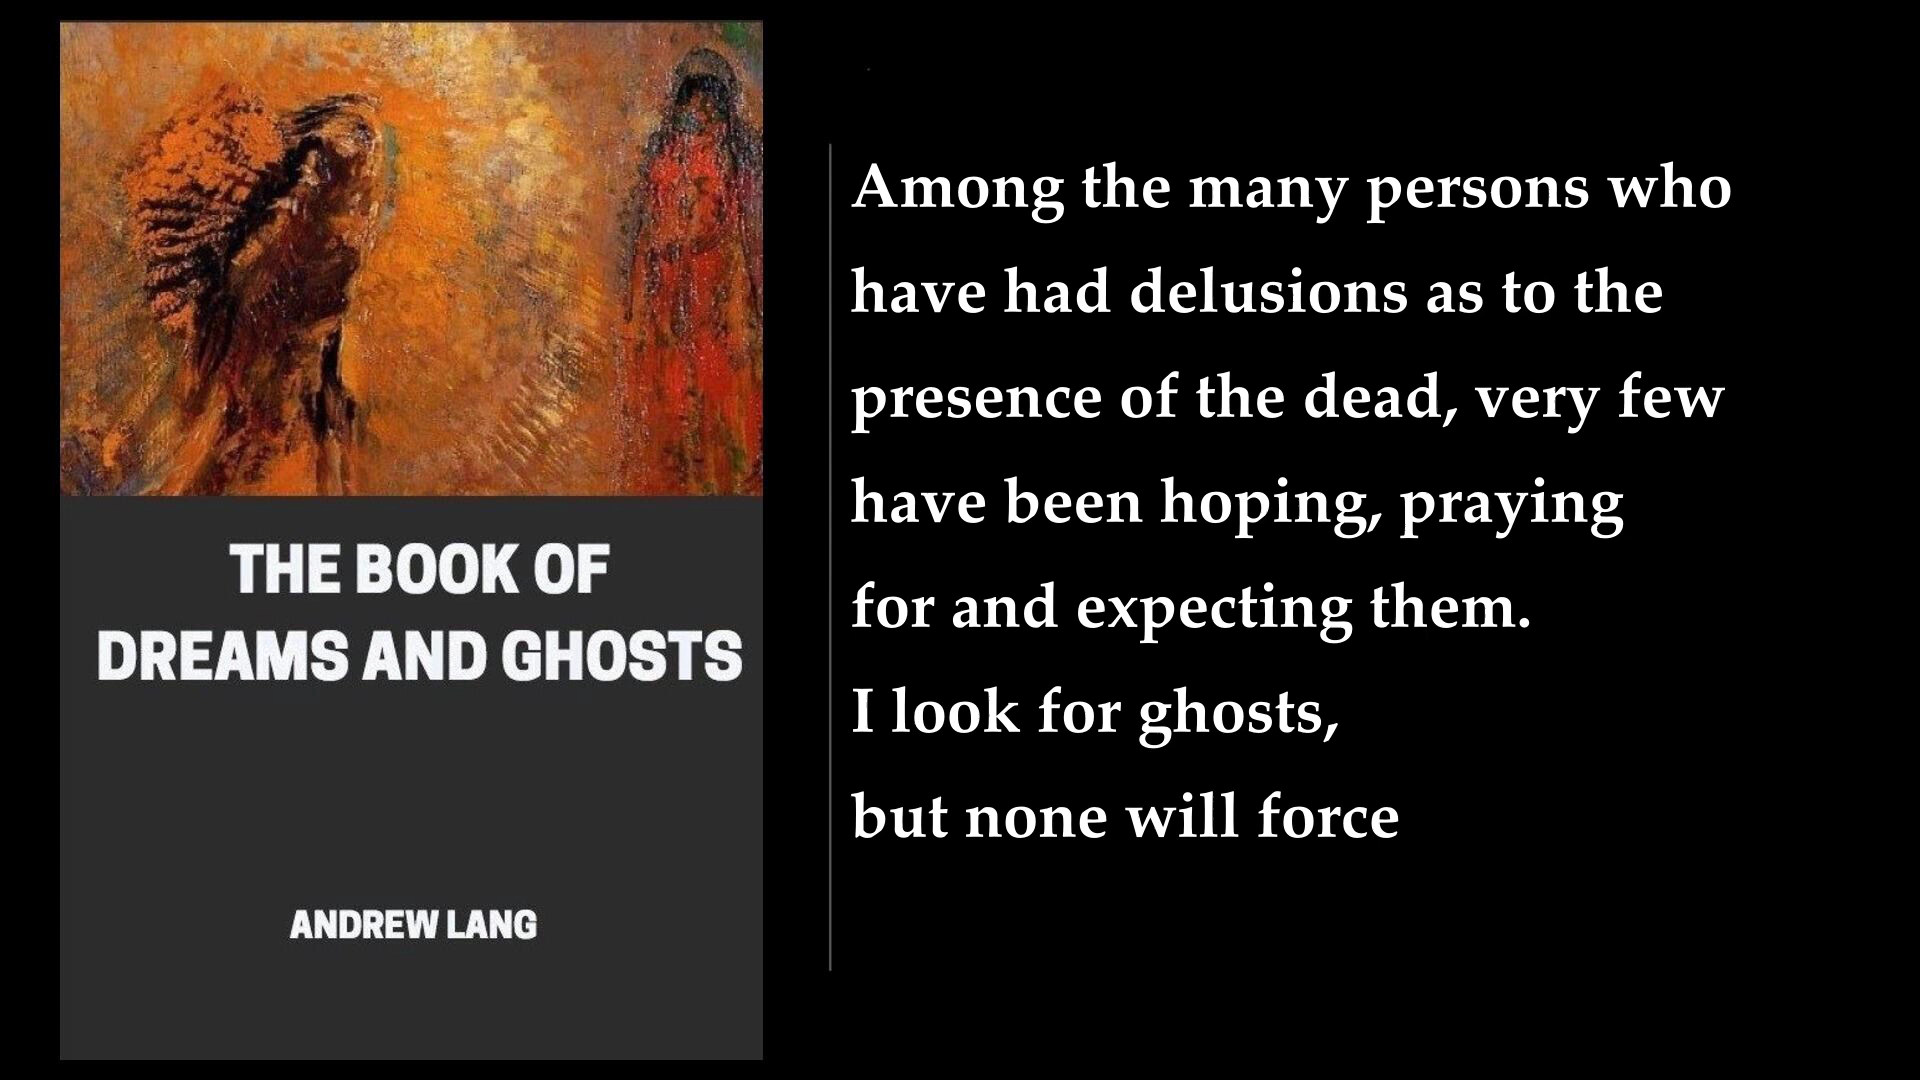 THE BOOK OF
DREAMS AND GHOSTS
ANDREW LANG
Among the many persons who
have had delusions as to the
presence of the dead, very few
have been hoping, praying
for and expecting them.
I look for ghosts,
but none will force